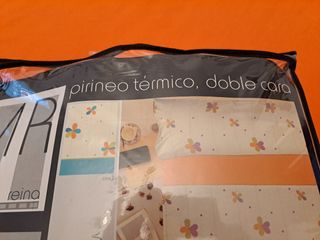 pirineo térmico, doble cara
reina